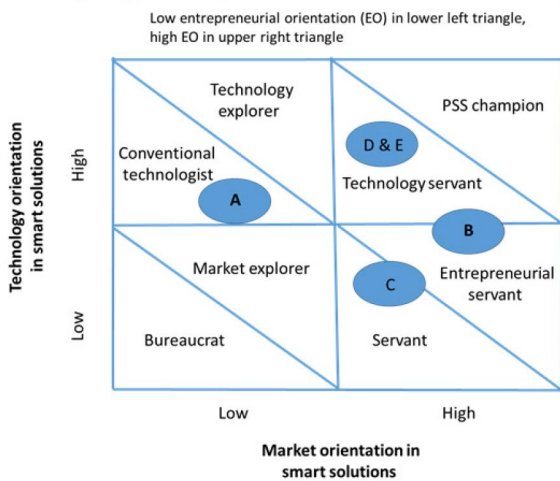 Low entrepreneurial orientation (EO) in lower left triangle,
high EO in upper right triangle
Technology orientation
in smart solutions
High
Low
Technology
explorer
PSS champion
D & E
Conventional
technologist
Technology servant
A
B
Market explorer
Entrepreneurial
servant
C
Bureaucrat
Servant
Low
High
Market orientation in
smart solutions